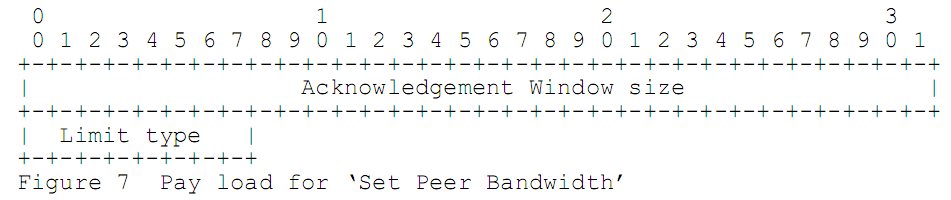 0                   1                   2                   3
 0 1 2 3 4 5 6 7 8 9 0 1 2 3 4 5 6 7 8 9 0 1 2 3 4 5 6 7 8 9 0 1
+-+-+-+-+-+-+-+-+-+-+-+-+-+-+-+-+-+-+-+-+-+-+-+-+-+-+-+-+-+-+-+-+
|                   Acknowledgement Window size                 |
+-+-+-+-+-+-+-+-+-+-+-+-+-+-+-+-+-+-+-+-+-+-+-+-+-+-+-+-+-+-+-+-+
|  Limit type   |
+-+-+-+-+-+-+-+-+
Figure 7  Pay load for ‘Set Peer Bandwidth’